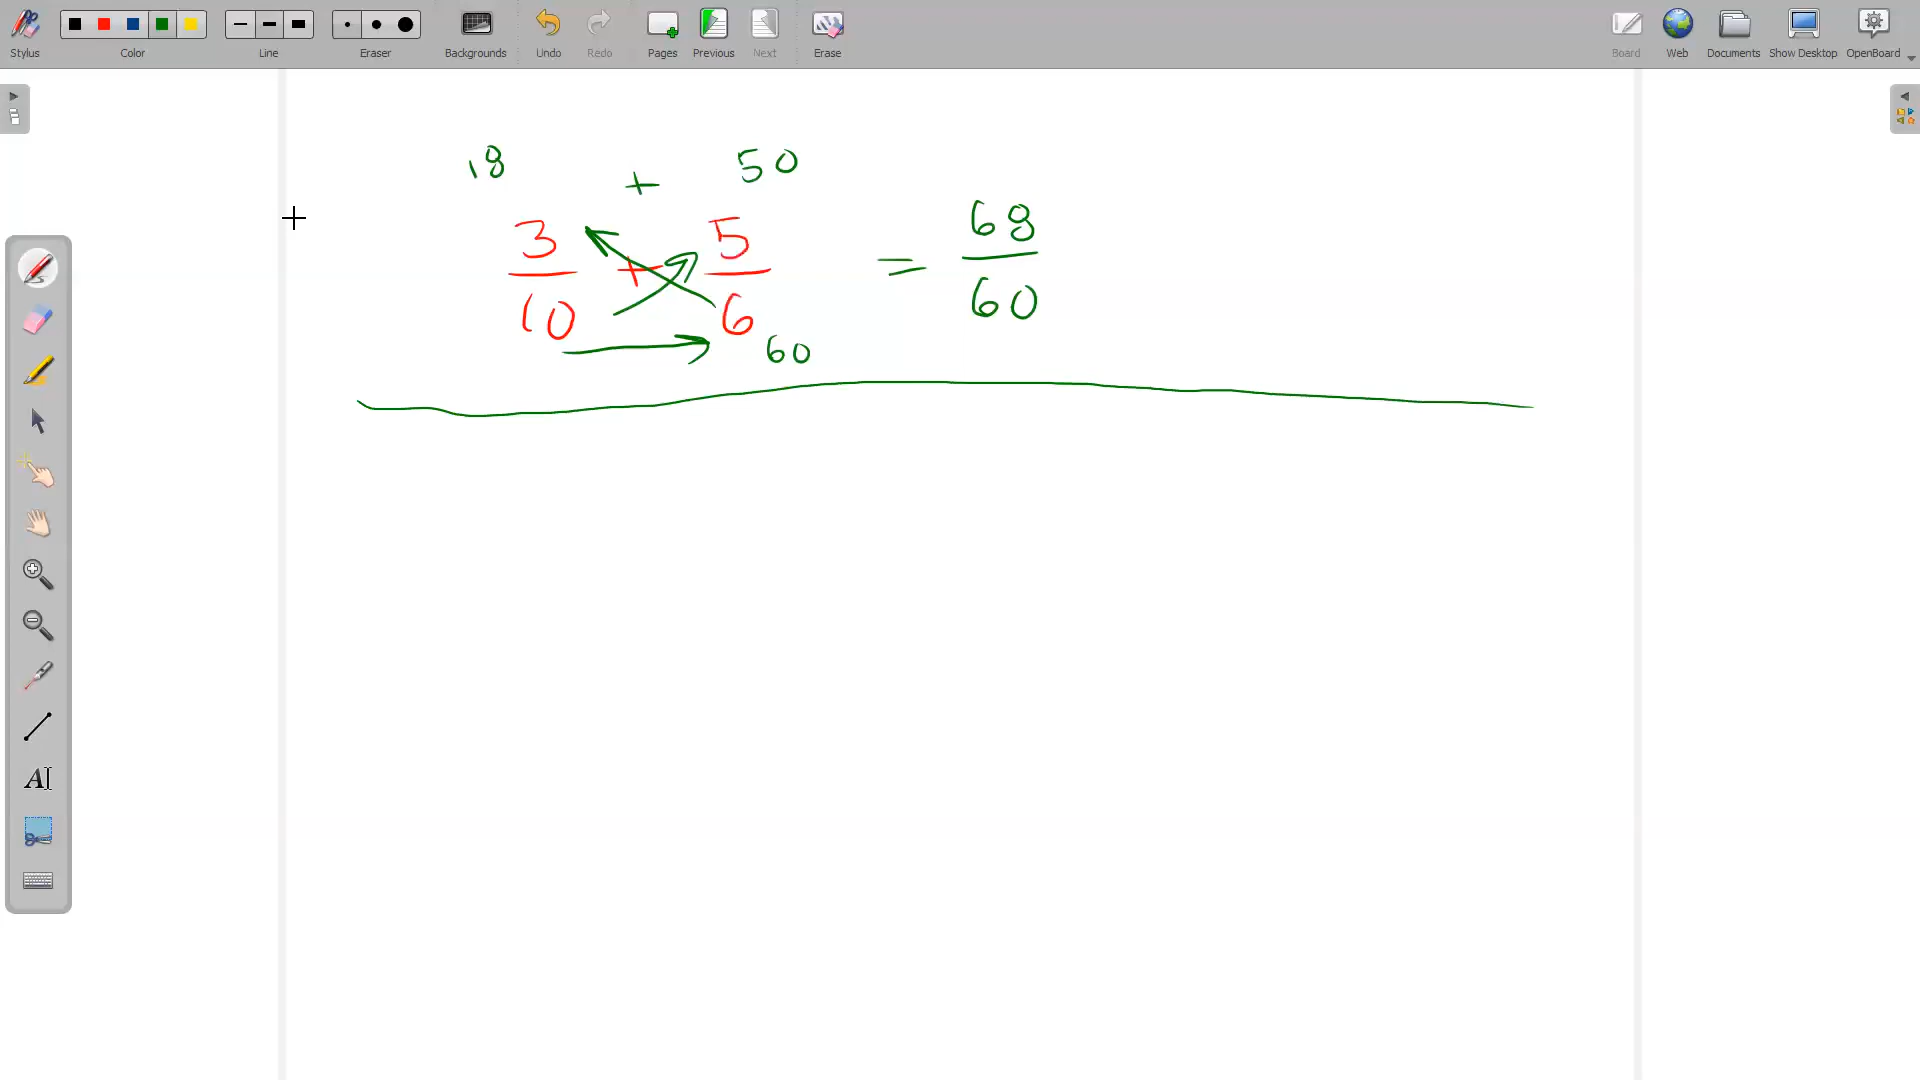 Stylus Color Line Eraser Backgrounds Undo Redo Pages Previous Next Erase Board Web Documents Show Desktop OpenBoard
18 + 50
3/10 + 5/6 = 68/60
60